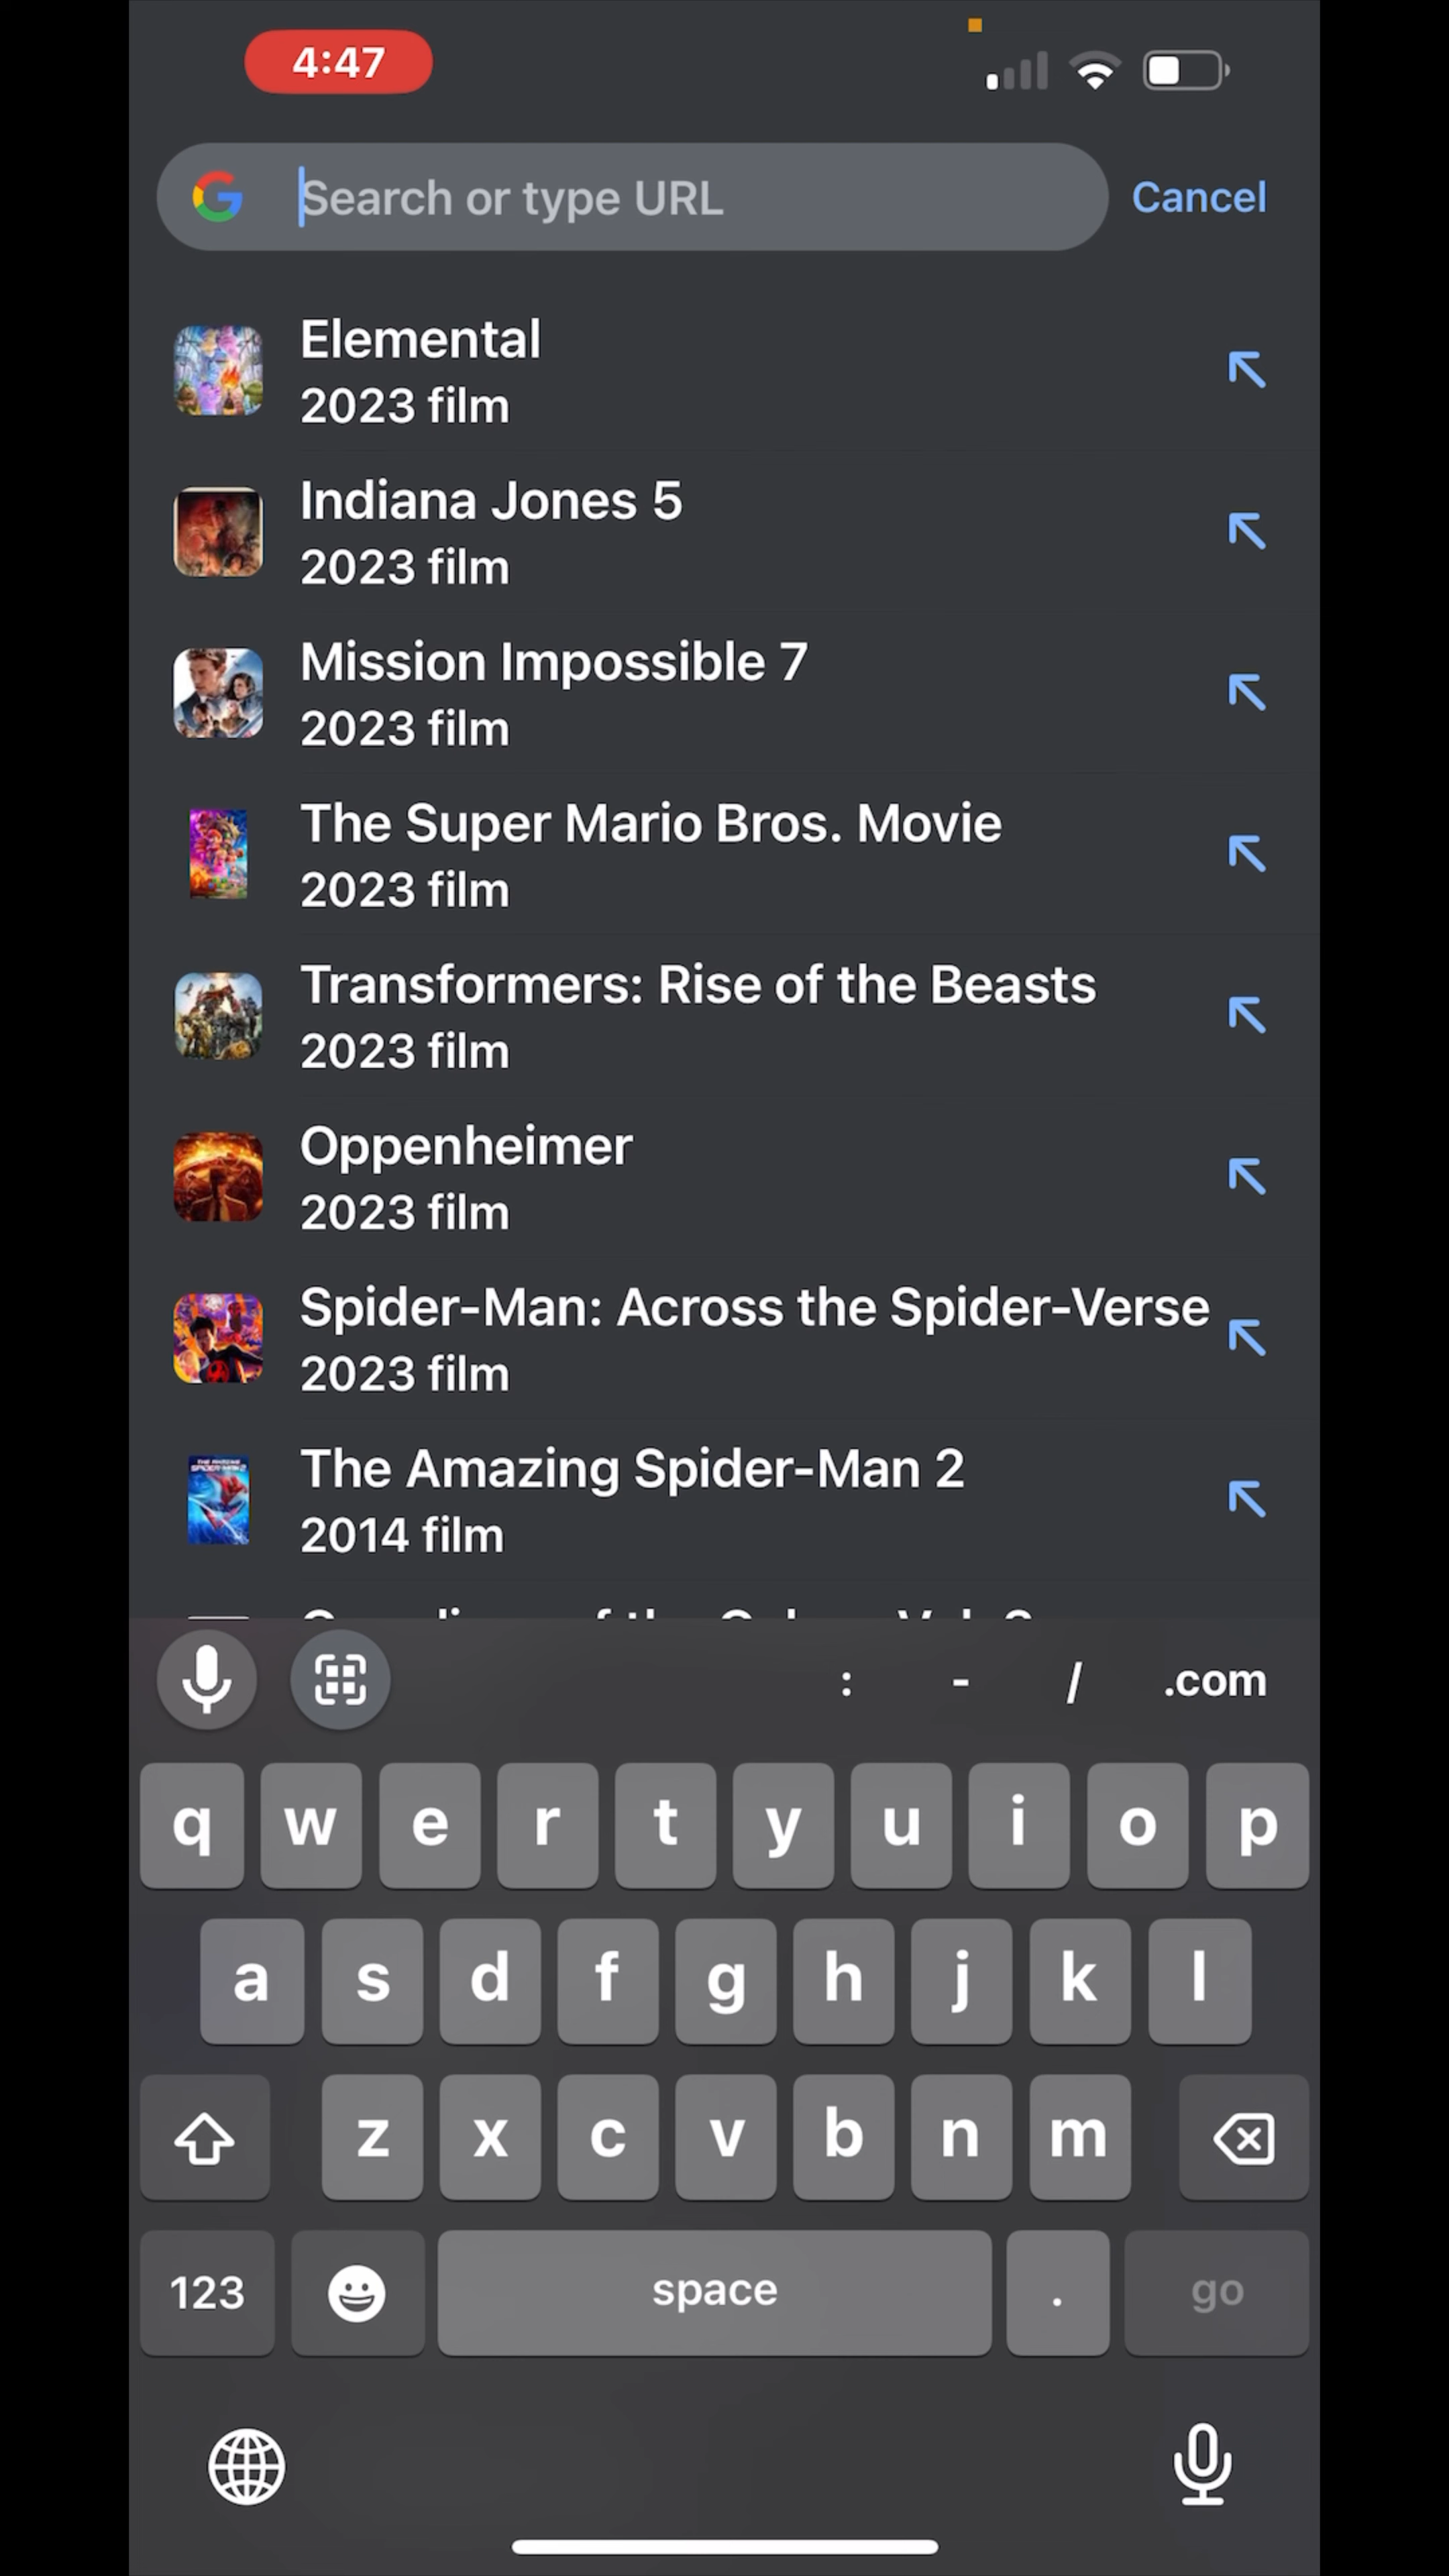 4:47
Search or type URL
Cancel
Elemental
2023 film
Indiana Jones 5
2023 film
Mission Impossible 7
2023 film
The Super Mario Bros. Movie
2023 film
Transformers: Rise of the Beasts
2023 film
Oppenheimer
2023 film
Spider-Man: Across the Spider-Verse
2023 film
The Amazing Spider-Man 2
2014 film
: - / .com
q w e r t y u i o p
a s d f g h j k l
z x c v b n m
123 space . go